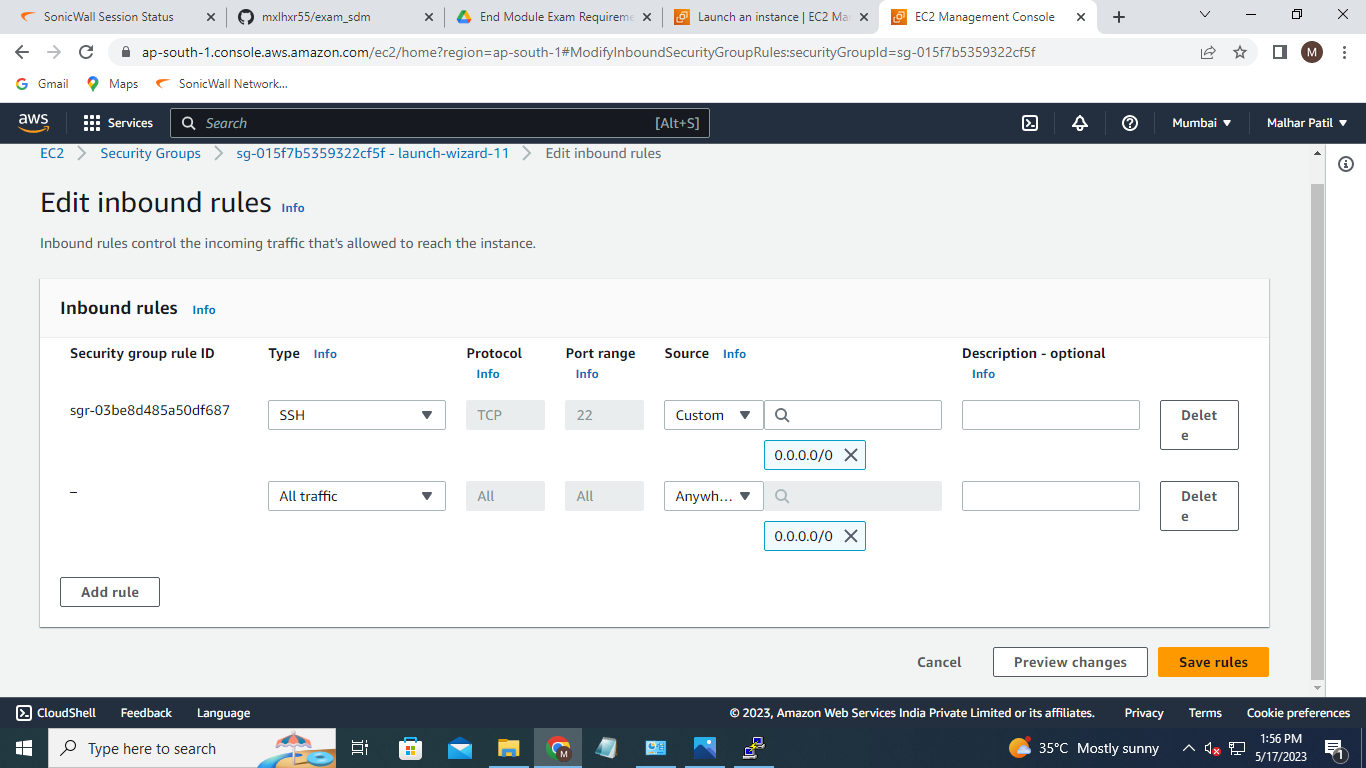 SonicWall Session Status
mxlhxr55/exam_sdm
End Module Exam Requireme
Launch an instance | EC2 Ma
EC2 Management Console
ap-south-1.console.aws.amazon.com/ec2/home?region=ap-south-1#ModifyInboundSecurityGroupRules:securityGroupId=sg-015f7b5359322cf5f
M
Gmail
Maps
SonicWall Network...
aws
Services
Search
[Alt+S]
Mumbai
Malhar Patil
EC2
Security Groups
sg-015f7b5359322cf5f - launch-wizard-11
Edit inbound rules
Edit inbound rules Info
Inbound rules control the incoming traffic that's allowed to reach the instance.
Inbound rules Info
Security group rule ID
Type Info
Protocol
Info
Port range
Info
Source Info
Description - optional
Info
sgr-03be8d485a50df687
SSH
TCP
22
Custom
0.0.0.0/0
Delet
e
–
All traffic
All
All
Anywh...
0.0.0.0/0
Delet
e
Add rule
Cancel
Preview changes
Save rules
CloudShell
Feedback
Language
© 2023, Amazon Web Services India Private Limited or its affiliates.
Privacy
Terms
Cookie preferences
Type here to search
M
35°C Mostly sunny
1:56 PM
5/17/2023
1